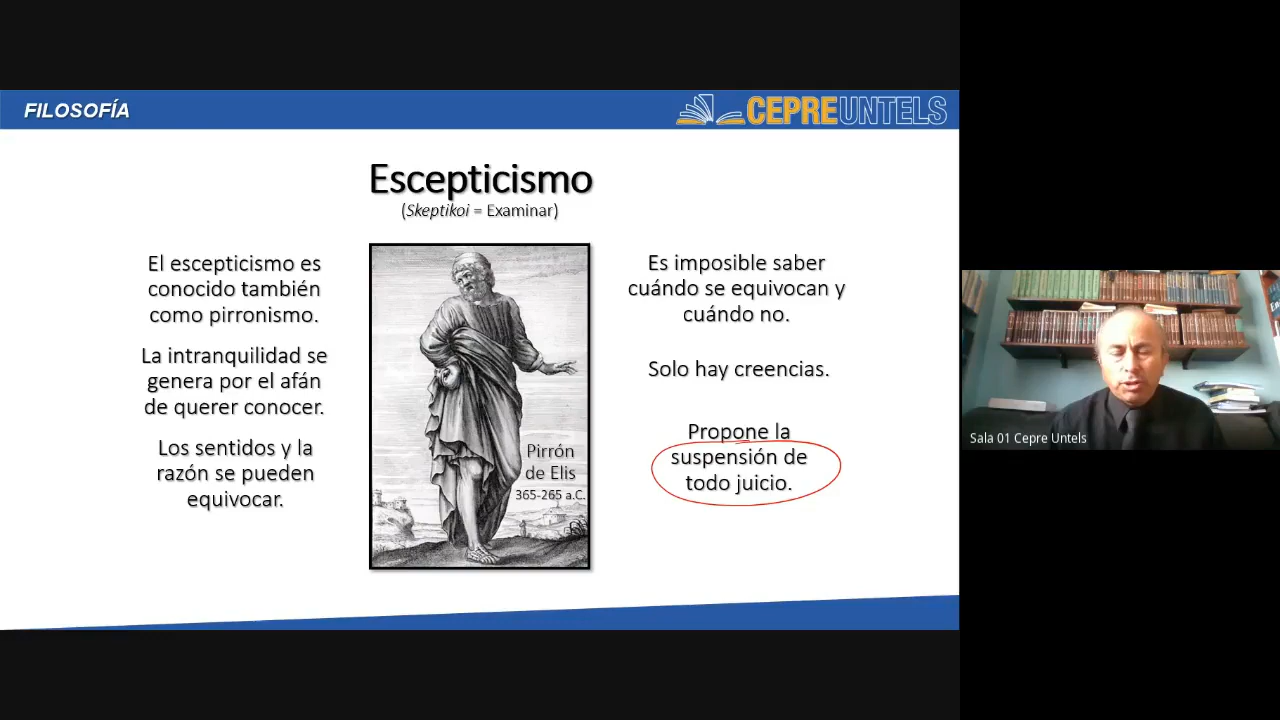 FILOSOFÍA
CEPREUNTELS
Escepticismo
(Skeptikoi = Examinar)
El escepticismo es
conocido también
como pirronismo.
La intranquilidad se
genera por el afán
de querer conocer.
Los sentidos y la
razón se pueden
equivocar.
Pirrón
de Elis
365-265 a.C.
Es imposible saber
cuándo se equivocan y
cuándo no.
Solo hay creencias.
Propone la
suspensión de
todo juicio.
Sala 01 Cepre Untels